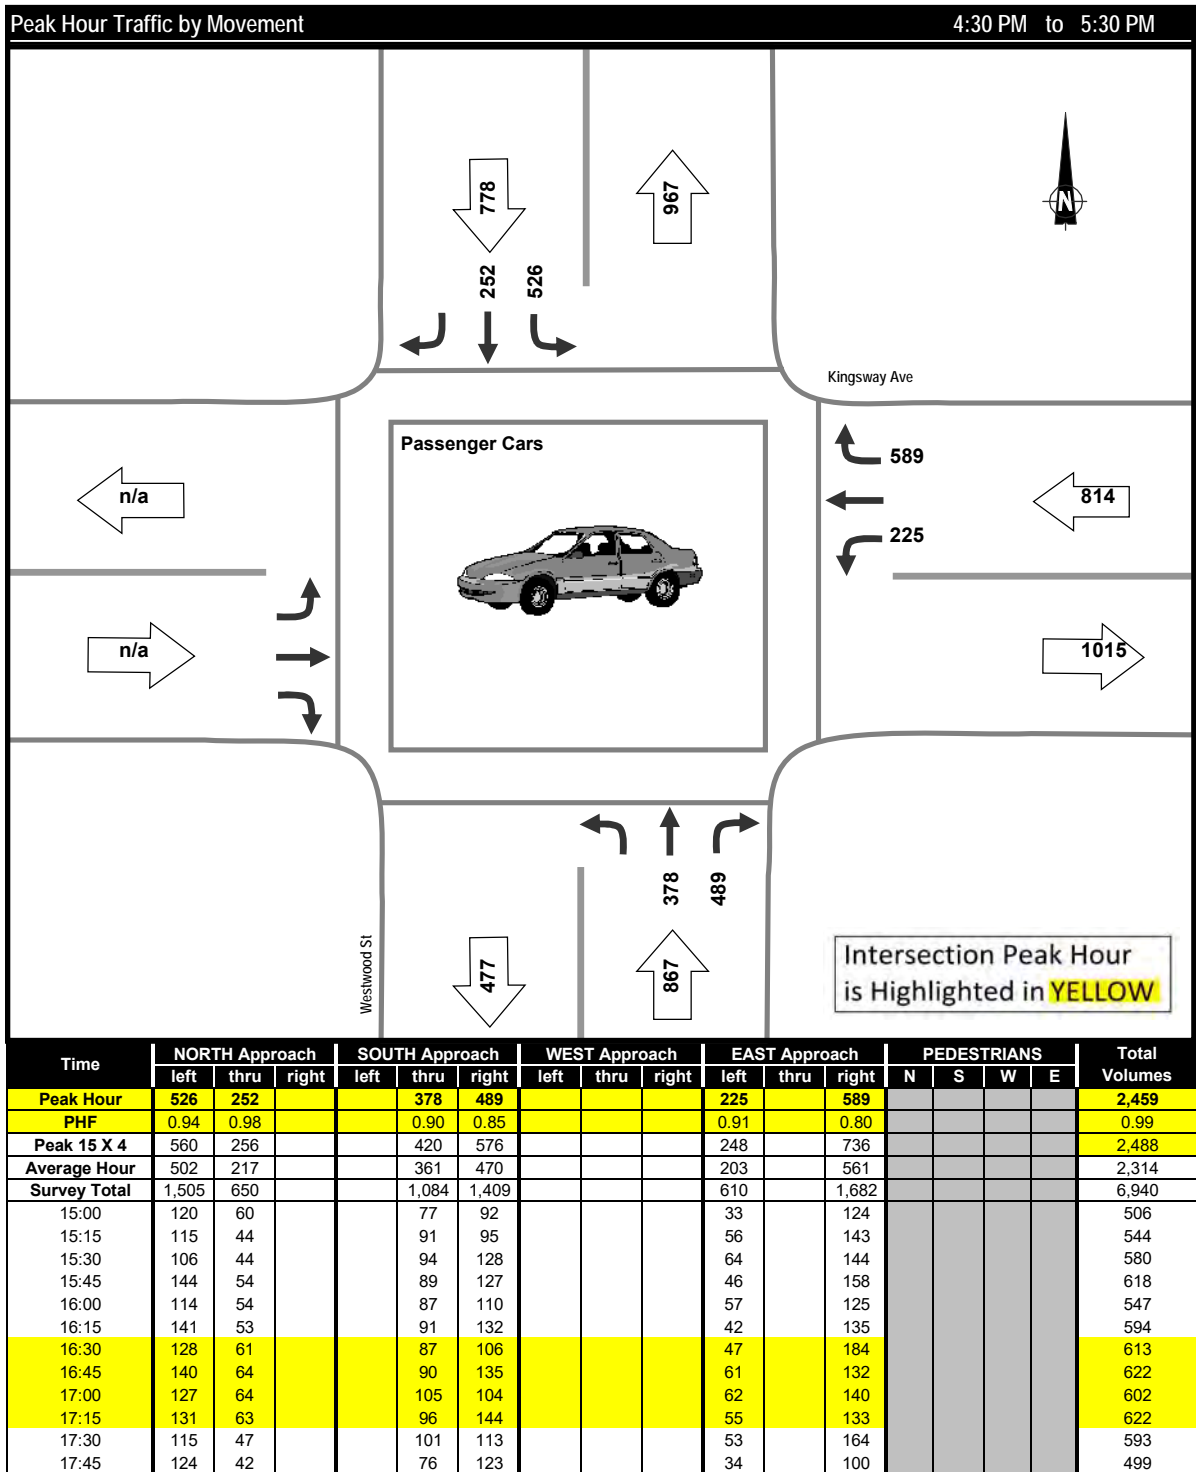 Peak Hour Traffic by Movement 4:30 PM to 5:30 PM
778
967
252 526
N
Kingsway Ave
Passenger Cars
589
n/a
814
225
n/a
1015
378 489
Westwood St
477
867
Intersection Peak Hour
is Highlighted in YELLOW
Time NORTH Approach SOUTH Approach WEST Approach EAST Approach PEDESTRIANS Total
left thru right left thru right left thru right left thru right N S W E Volumes
Peak Hour 526 252 378 489 225 589 2,459
PHF 0.94 0.98 0.90 0.85 0.91 0.80 0.99
Peak 15 X 4 560 256 420 576 248 736 2,488
Average Hour 502 217 361 470 203 561 2,314
Survey Total 1,505 650 1,084 1,409 610 1,682 6,940
15:00 120 60 77 92 33 124 506
15:15 115 44 91 95 56 143 544
15:30 106 44 94 128 64 144 580
15:45 144 54 89 127 46 158 618
16:00 114 54 87 110 57 125 547
16:15 141 53 91 132 42 135 594
16:30 128 61 87 106 47 184 613
16:45 140 64 90 135 61 132 622
17:00 127 64 105 104 62 140 602
17:15 131 63 96 144 55 133 622
17:30 115 47 101 113 53 164 593
17:45 124 42 76 123 34 100 499